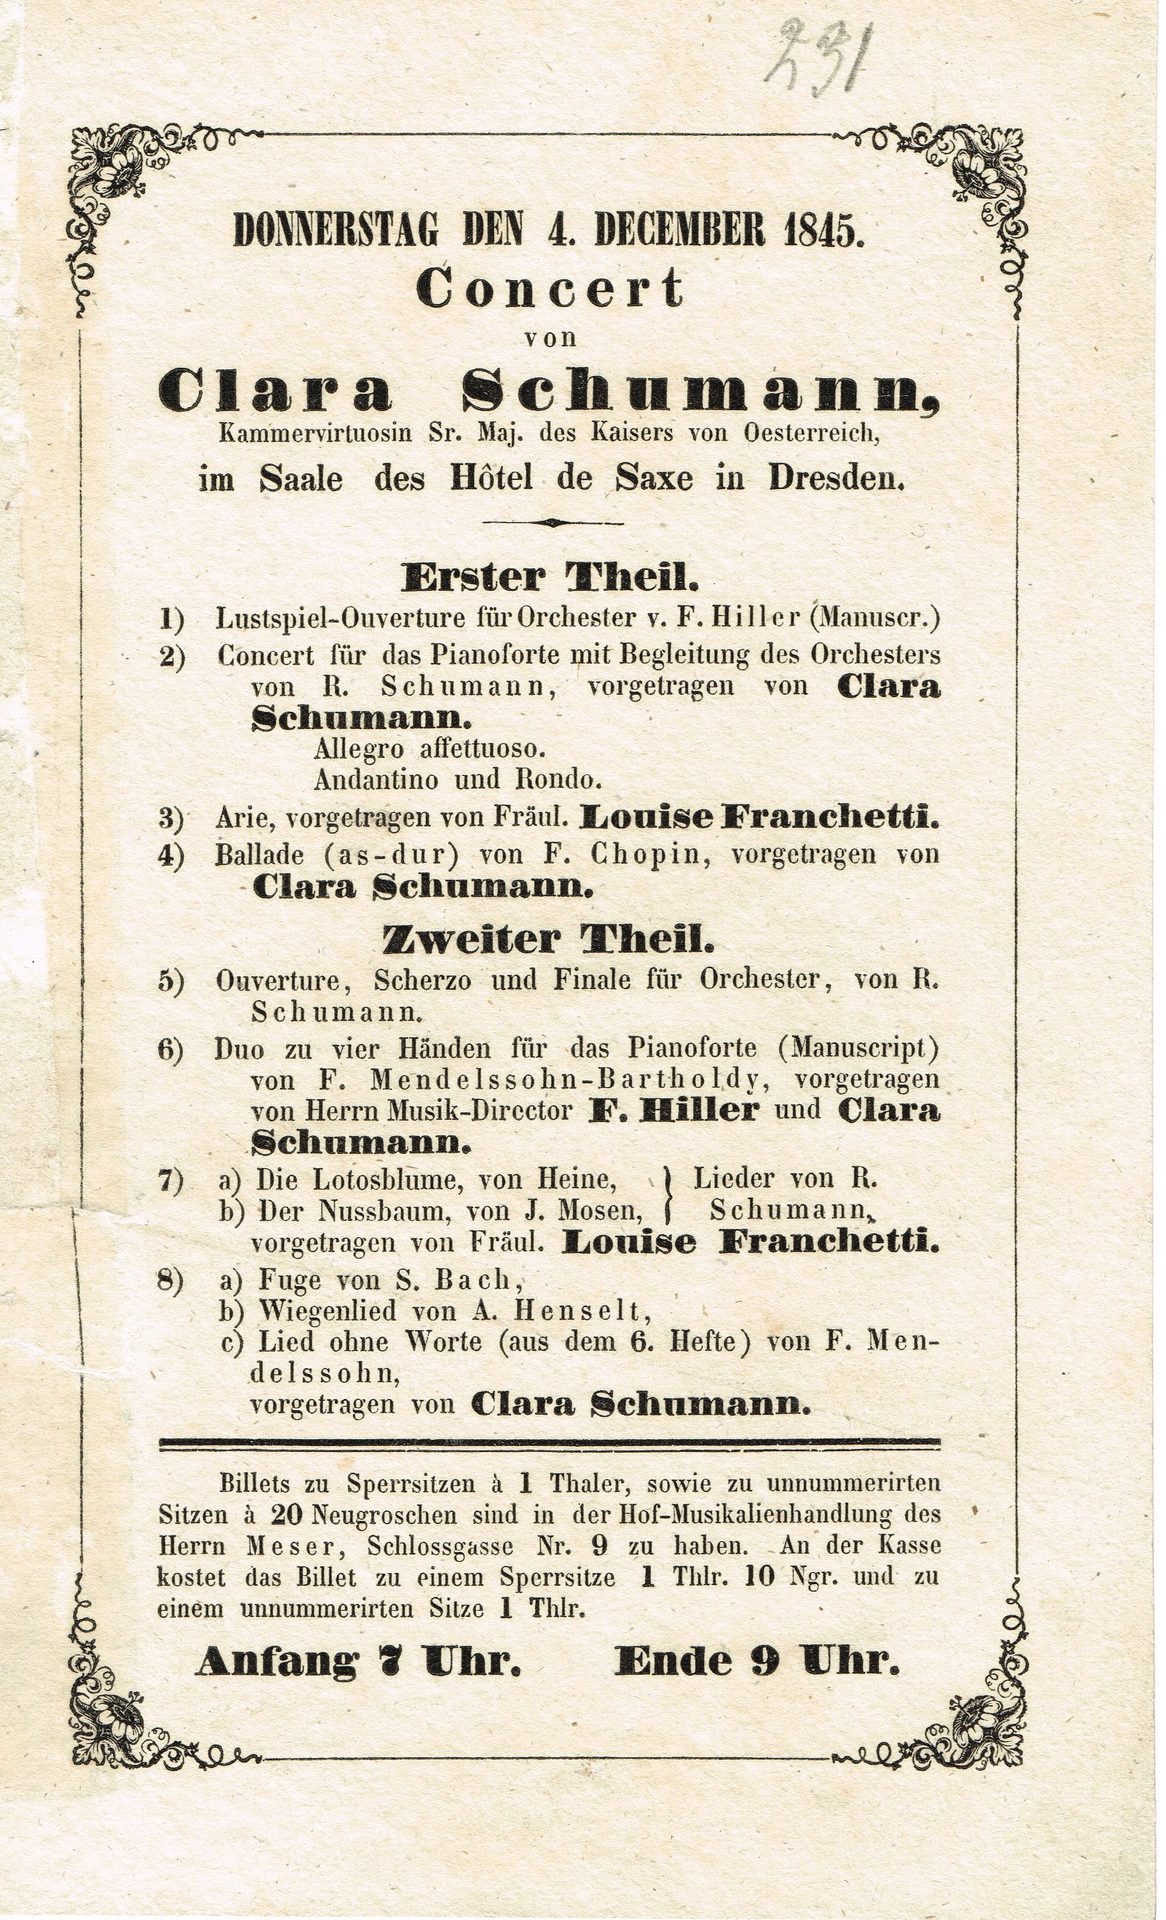 231
DONNERSTAG DEN 4. DECEMBER 1845.
Concert
von
Clara Schumann,
Kammervirtuosin Sr. Maj. des Kaisers von Oesterreich,
im Saale des Hôtel de Saxe in Dresden.
Erster Theil.
1) Lustspiel-Ouverture für Orchester v. F. Hiller (Manuscr.)
2) Concert für das Pianoforte mit Begleitung des Orchesters
von R. Schumann, vorgetragen von Clara
Schumann.
Allegro affettuoso.
Andantino und Rondo.
3) Arie, vorgetragen von Fräul. Louise Franchetti.
4) Ballade (as-dur) von F. Chopin, vorgetragen von
Clara Schumann.
Zweiter Theil.
5) Ouverture, Scherzo und Finale für Orchester, von R.
Schumann.
6) Duo zu vier Händen für das Pianoforte (Manuscript)
von F. Mendelssohn-Bartholdy, vorgetragen
von Herrn Musik-Director F. Hiller und Clara
Schumann.
7) a) Die Lotosblume, von Heine, } Lieder von R.
b) Der Nussbaum, von J. Mosen, } Schumann,
vorgetragen von Fräul. Louise Franchetti.
8) a) Fuge von S. Bach,
b) Wiegenlied von A. Henselt,
c) Lied ohne Worte (aus dem 6. Hefte) von F. Men-
delssohn,
vorgetragen von Clara Schumann.
Billets zu Sperrsitzen à 1 Thaler, sowie zu unnummerirten
Sitzen à 20 Neugroschen sind in der Hof-Musikalienhandlung des
Herrn Meser, Schlossgasse Nr. 9 zu haben. An der Kasse
kostet das Billet zu einem Sperrsitze 1 Thlr. 10 Ngr. und zu
einem unnummerirten Sitze 1 Thlr.
Anfang 7 Uhr. Ende 9 Uhr.